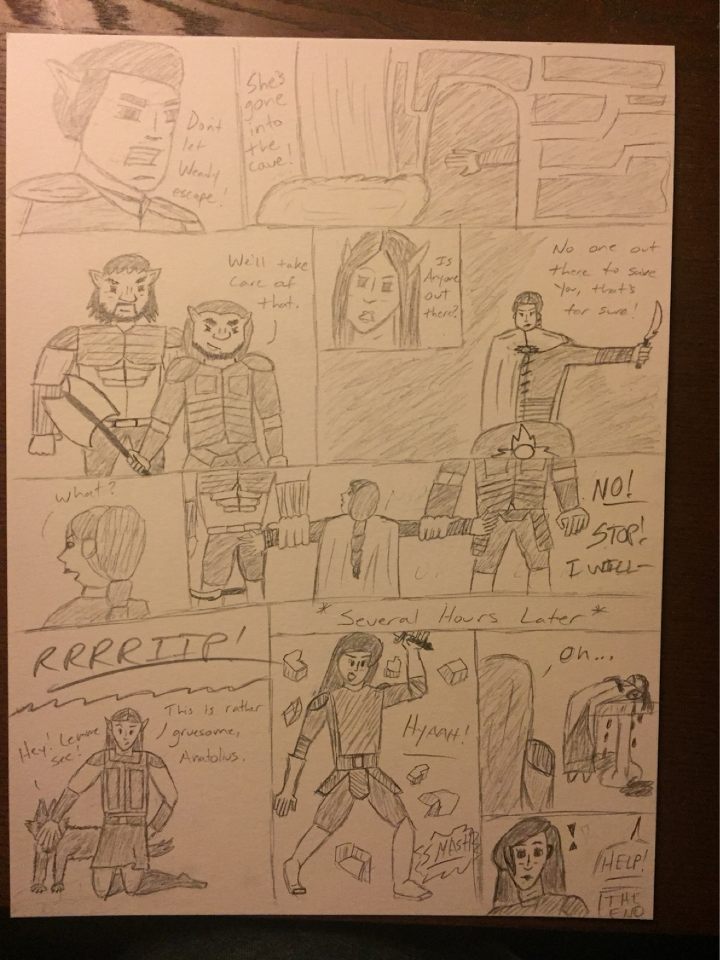 Don't
let
Wendy
escape!
She's
gone
into
the
cave!
We'll take
care of
that.
Is
Anyone
out
there?
No one out
there to save
you, that's
for sure!
What?
NO!
STOP!
I WILL-
*Several Hours Later*
RRRRIIP!
Hey! Lemme
see!
This is rather
gruesome,
Anatolius.
HYAAH!
SMASH
Oh...
HELP!
THE
END